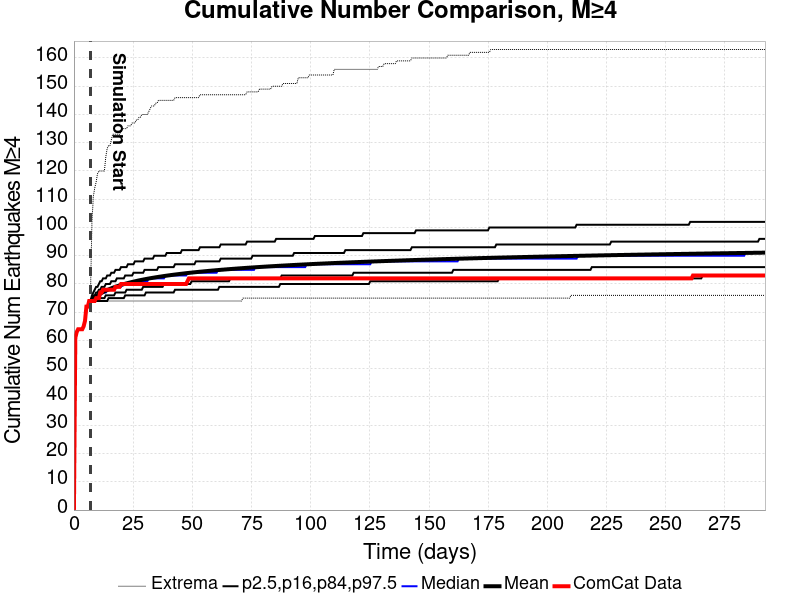 Cumulative Number Comparison, M≥4
Cumulative Num Earthquakes M≥4
160
150
140
130
120
110
100
90
80
70
60
50
40
30
20
10
0
Simulation Start
0 25 50 75 100 125 150 175 200 225 250 275
Time (days)
Extrema p2.5,p16,p84,p97.5 Median Mean ComCat Data